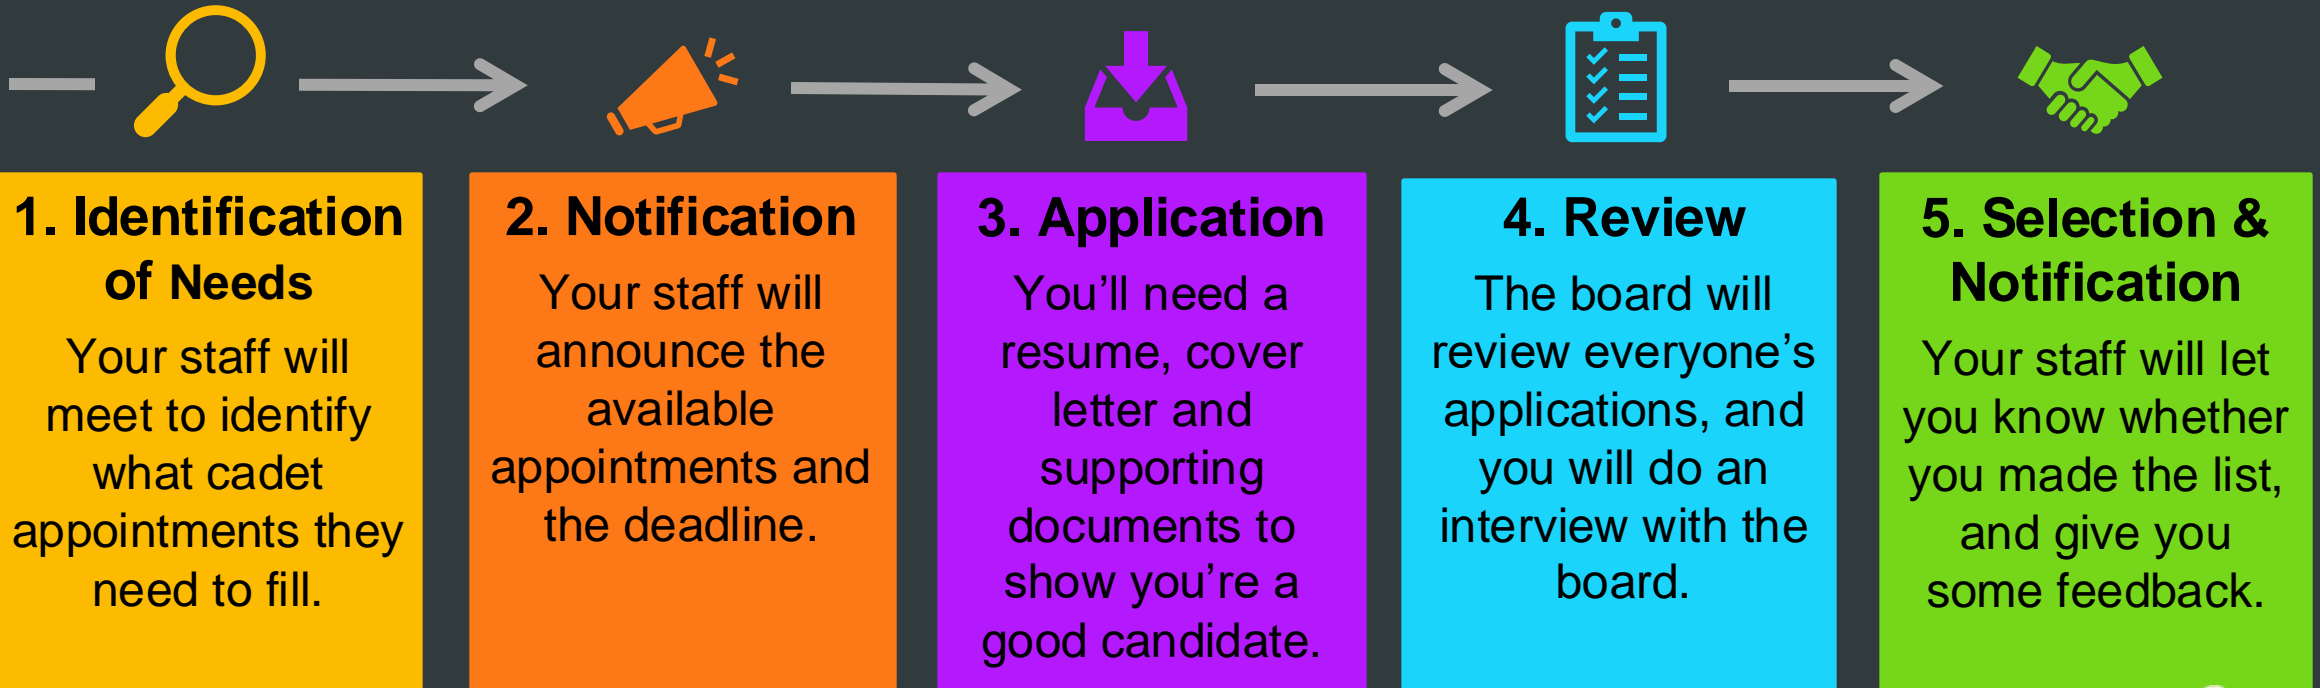 1. Identification
of Needs
Your staff will
meet to identify
what cadet
appointments they
need to fill.
2. Notification
Your staff will
announce the
available
appointments and
the deadline.
3. Application
You’ll need a
resume, cover
letter and
supporting
documents to
show you’re a
good candidate.
4. Review
The board will
review everyone’s
applications, and
you will do an
interview with the
board.
5. Selection &
Notification
Your staff will let
you know whether
you made the list,
and give you
some feedback.